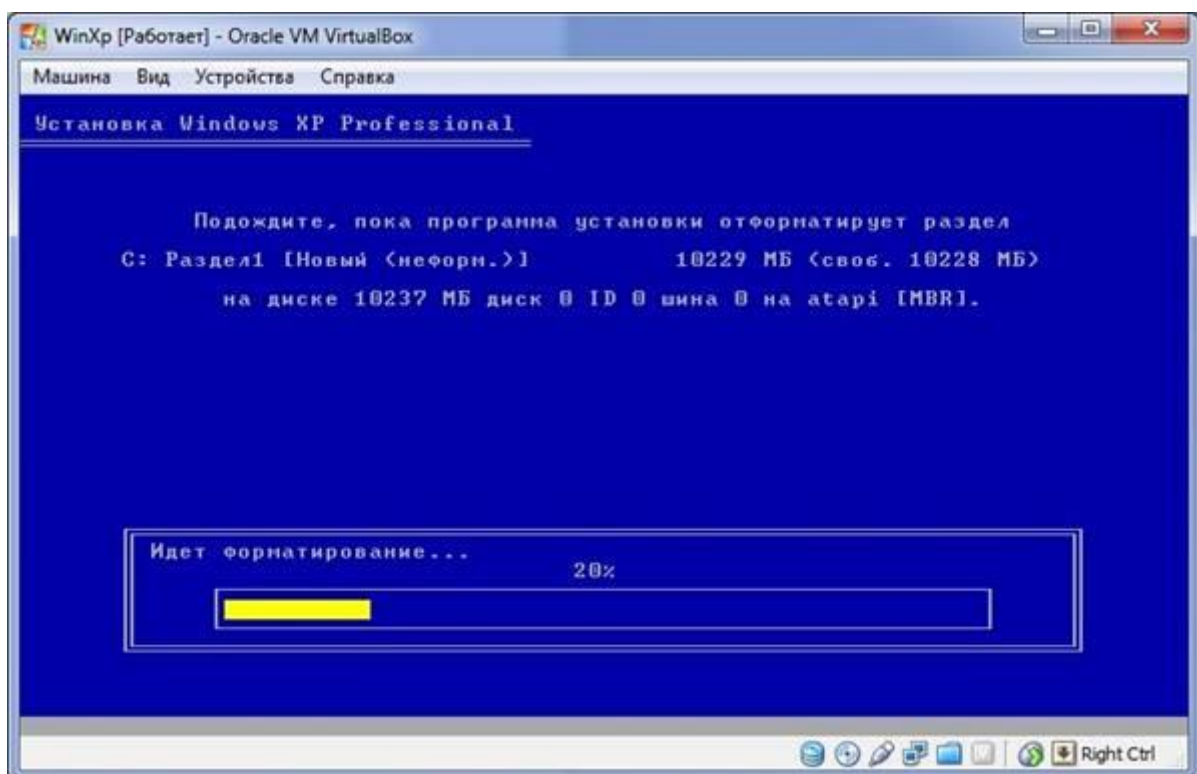 WinXp [Работает] - Oracle VM VirtualBox
Машина Вид Устройства Справка
Установка Windows XP Professional
Подождите, пока программа установки отформатирует раздел
C: Раздел1 [Новый (неформ.)] 10229 МБ (своб. 10228 МБ)
на диске 10237 МБ диск 0 ID 0 шина 0 на atapi [MBR].
Идет форматирование...
20%
Right Ctrl